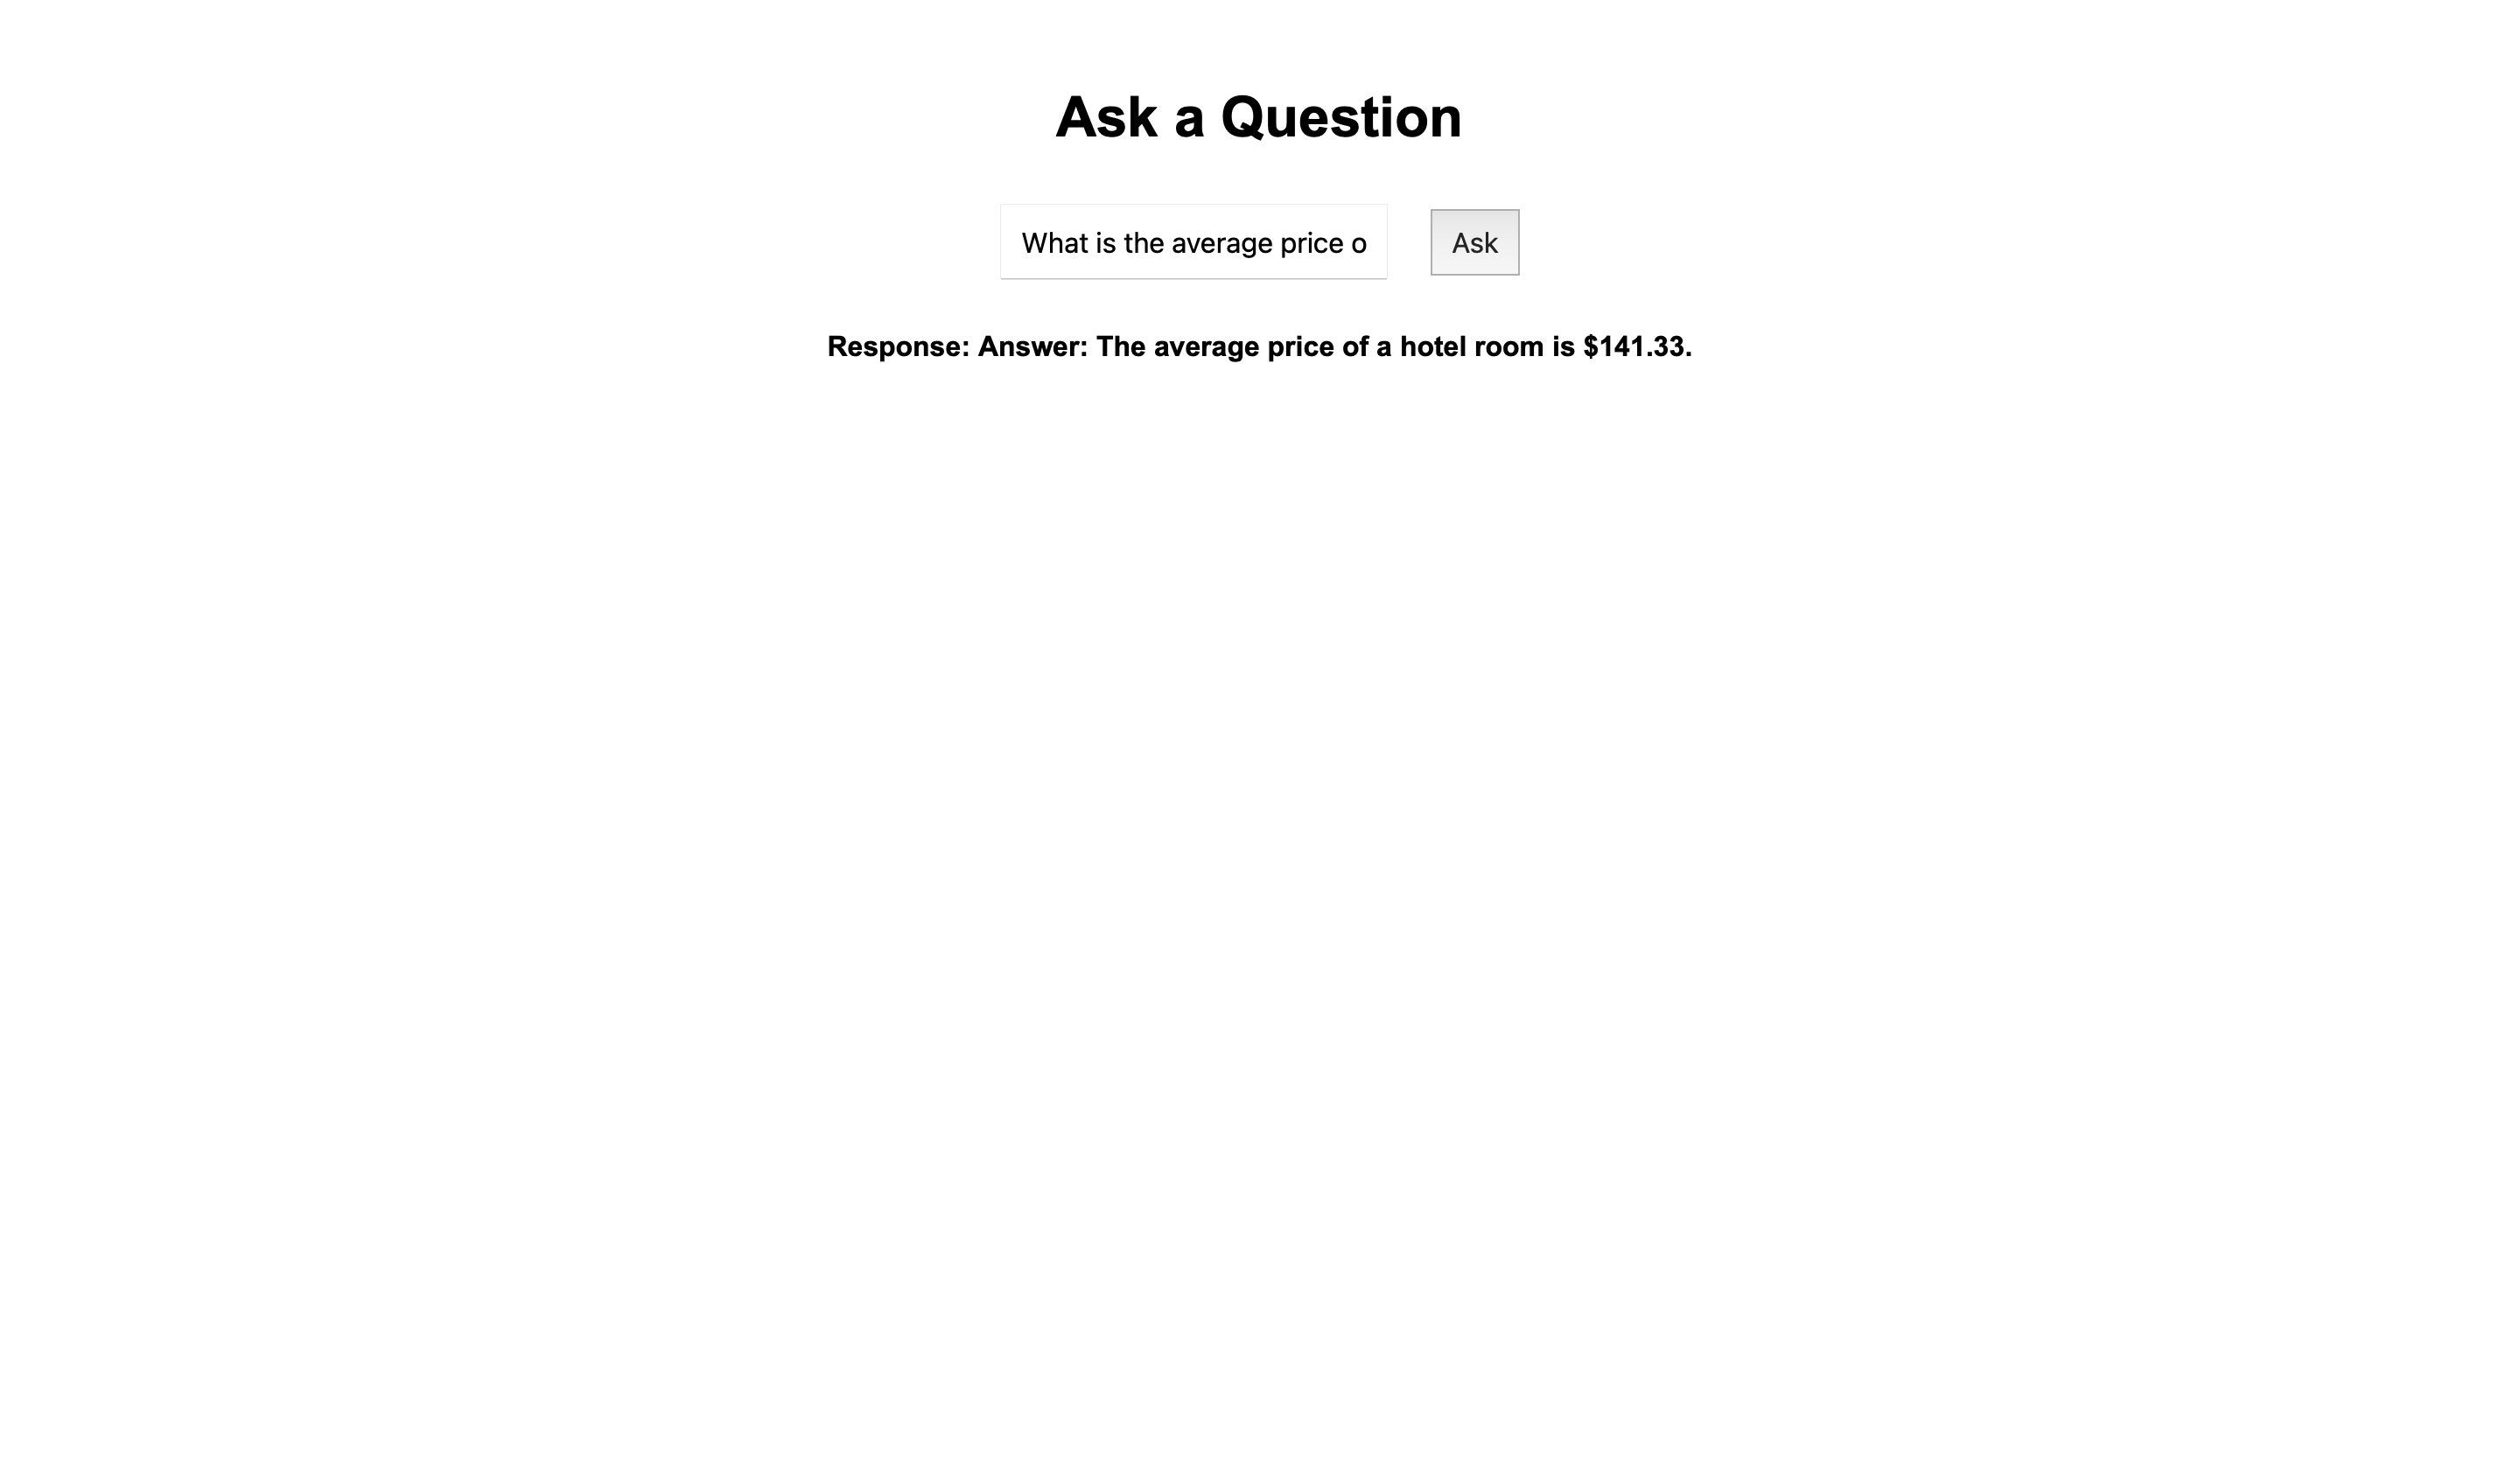 Ask a Question
What is the average price o
Ask
Response: Answer: The average price of a hotel room is $141.33.